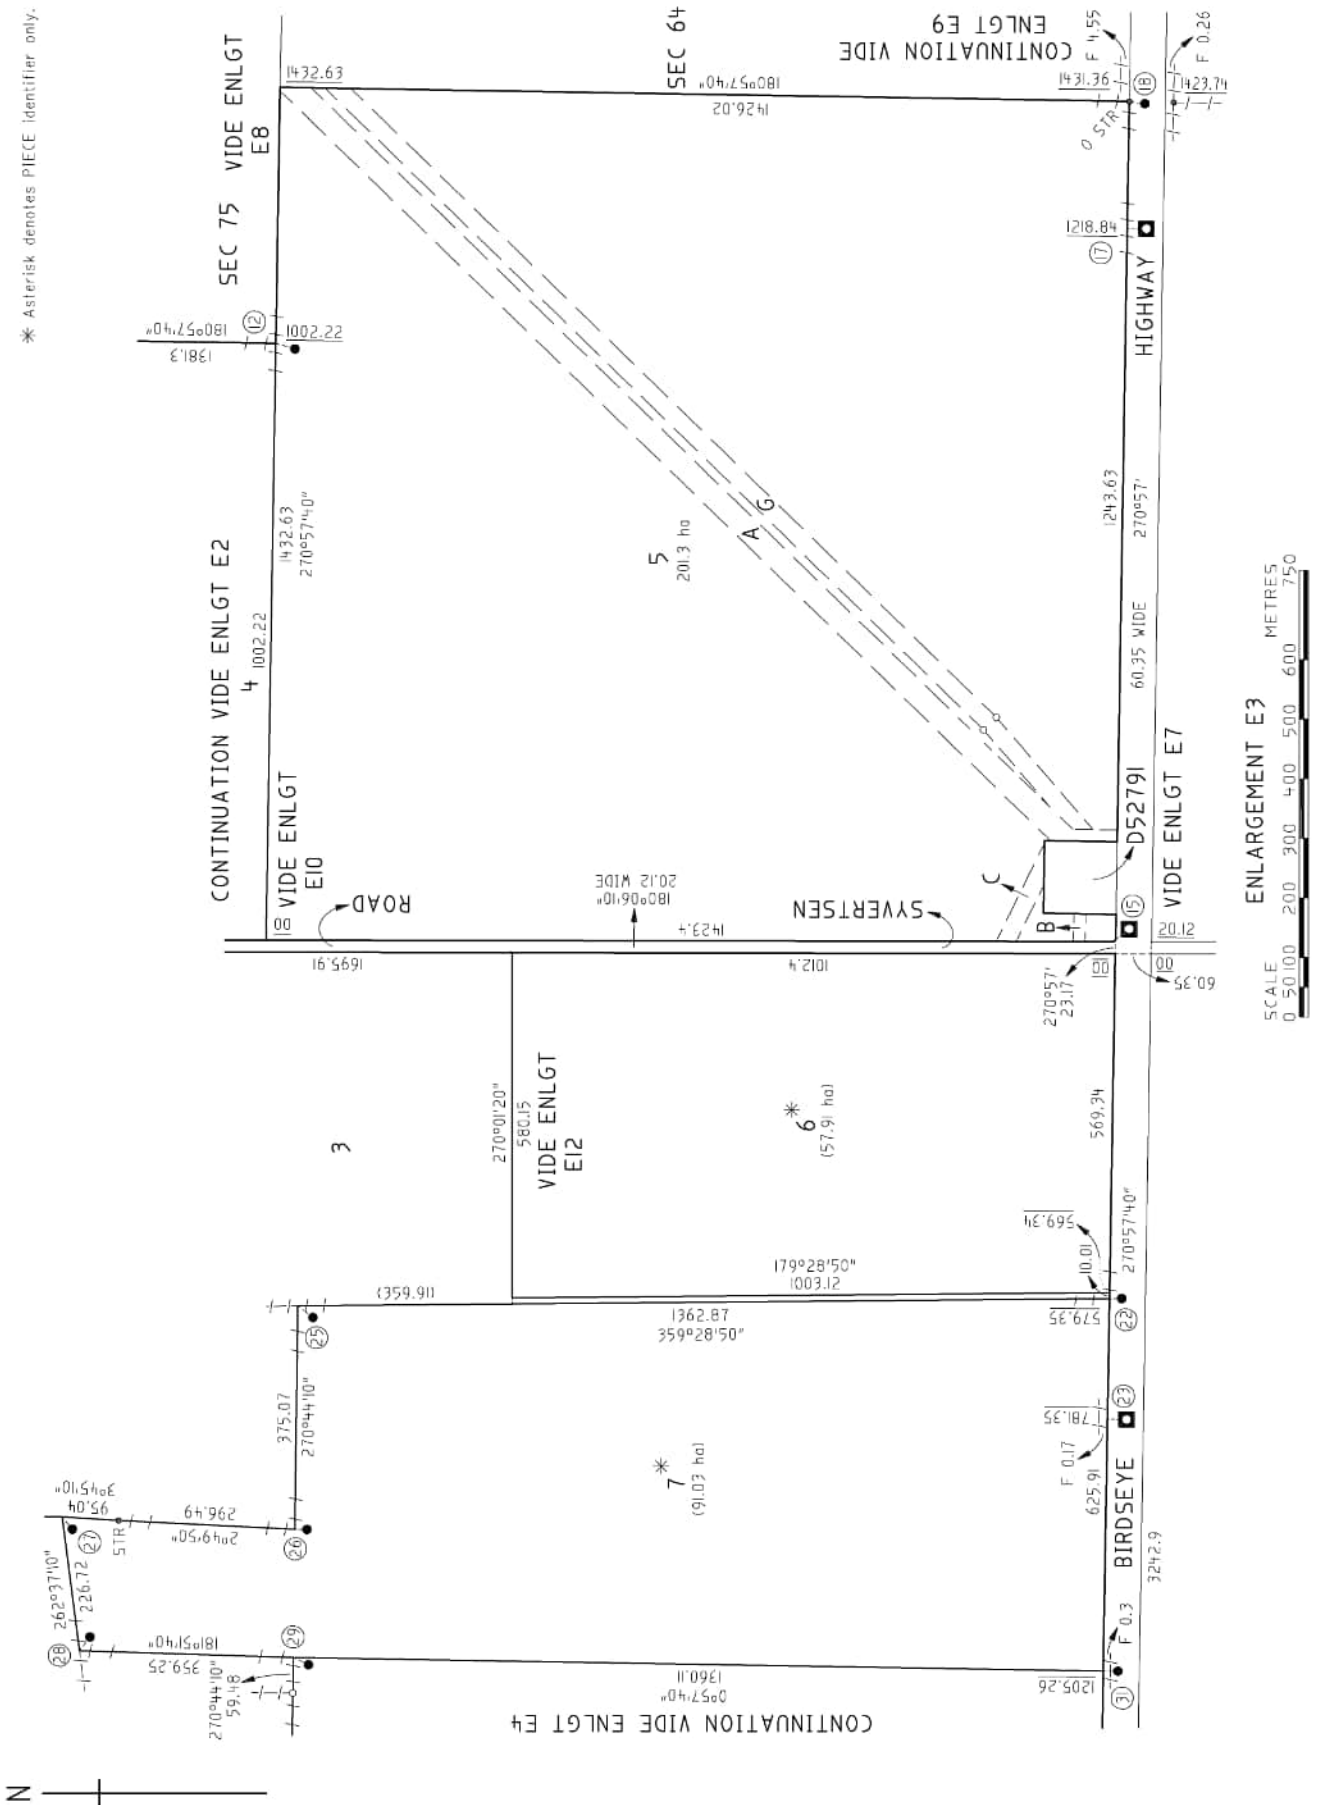 * Asterisk denotes PIECE identifier only.
SEC 75 VIDE ENLGT
E8
1432.63
SEC 64
CONTINUATION VIDE
ENLGT E9
F 4.55
F 0.26
1431.36
1423.74
18
0 STR
180°57'40"
1426.02
1381.3
180°57'40"
12
1002.22
1218.84
17
HIGHWAY
1432.63
270°57'40"
CONTINUATION VIDE ENLGT E2
4
1002.22
VIDE ENLGT
E10
5
201.3 ha
A
G
1243.63
270°57'
60.35 WIDE
D52791
VIDE ENLGT E7
C
B
15
20.12
00
ROAD
180°06'10"
20.12 WIDE
1423.4
SYVERTSEN
1695.91
1012.4
00
00
60.35
270°57'
23.17
ENLARGEMENT E3
SCALE
METRES
0 50 100 200 300 400 500 600 750
3
270°01'20"
580.15
VIDE ENLGT
E12
*
6
(57.91 ha)
569.34
569.34
10.01
270°57'40"
179°28'50"
1003.12
(359.91)
1362.87
359°28'50"
579.35
22
25
375.07
270°44'10"
781.35
23
F 0.17
625.91
*
7
(91.03 ha)
BIRDSEYE
3242.9
3°45'10"
95.04
STR
296.49
2°49'50"
26
27
262°37'10"
226.72
28
181°51'40"
359.25
29
270°44'10"
59.48
1360.11
0°57'40"
1205.26
F 0.3
31
CONTINUATION VIDE ENLGT E4
N